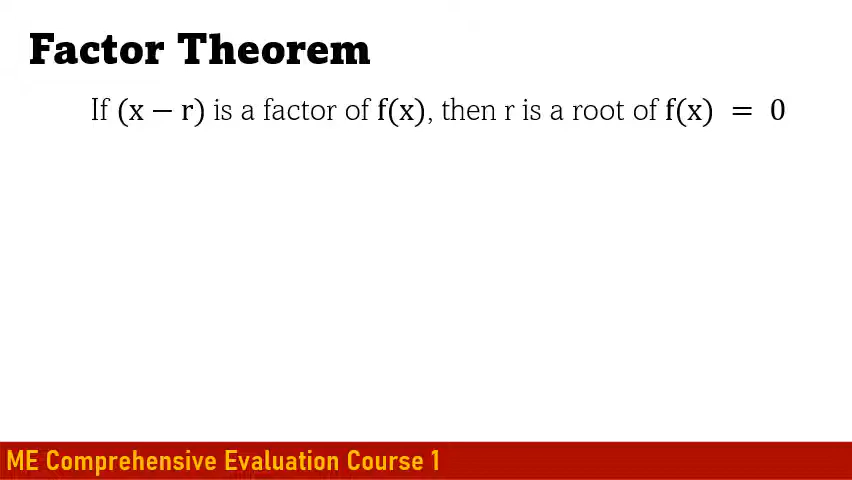 Factor Theorem
If (x − r) is a factor of f(x), then r is a root of f(x) = 0
ME Comprehensive Evaluation Course 1